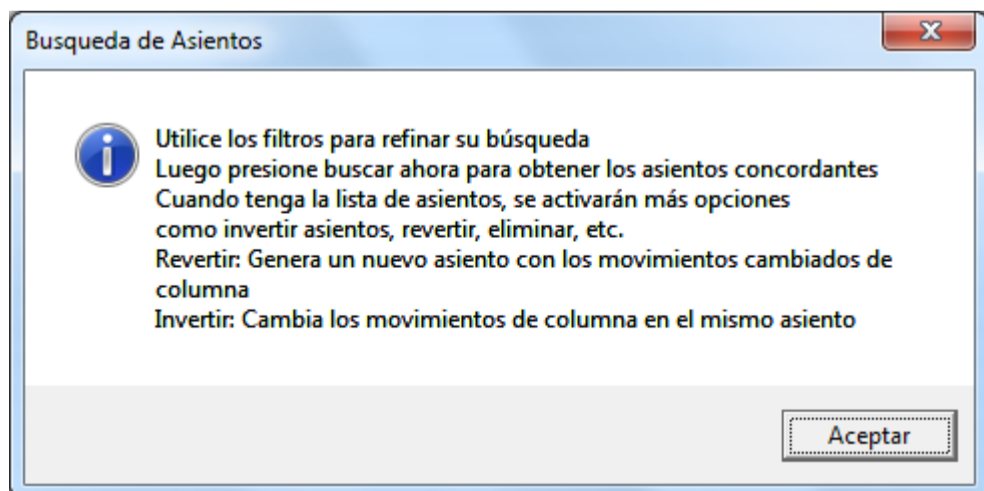 Busqueda de Asientos
Utilice los filtros para refinar su búsqueda
Luego presione buscar ahora para obtener los asientos concordantes
Cuando tenga la lista de asientos, se activarán más opciones
como invertir asientos, revertir, eliminar, etc.
Revertir: Genera un nuevo asiento con los movimientos cambiados de
columna
Invertir: Cambia los movimientos de columna en el mismo asiento
Aceptar